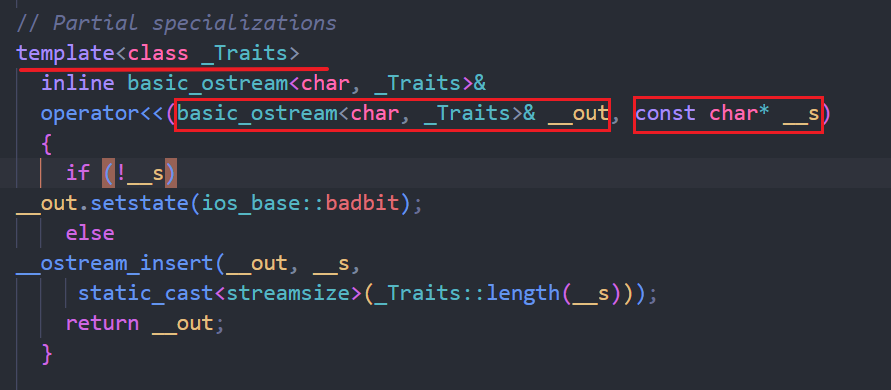 // Partial specializations
template<class _Traits>
inline basic_ostream<char, _Traits>&
operator<<(basic_ostream<char, _Traits>& __out, const char* __s)
{
if (!__s)
__out.setstate(ios_base::badbit);
else
__ostream_insert(__out, __s,
static_cast<streamsize>(_Traits::length(__s)));
return __out;
}